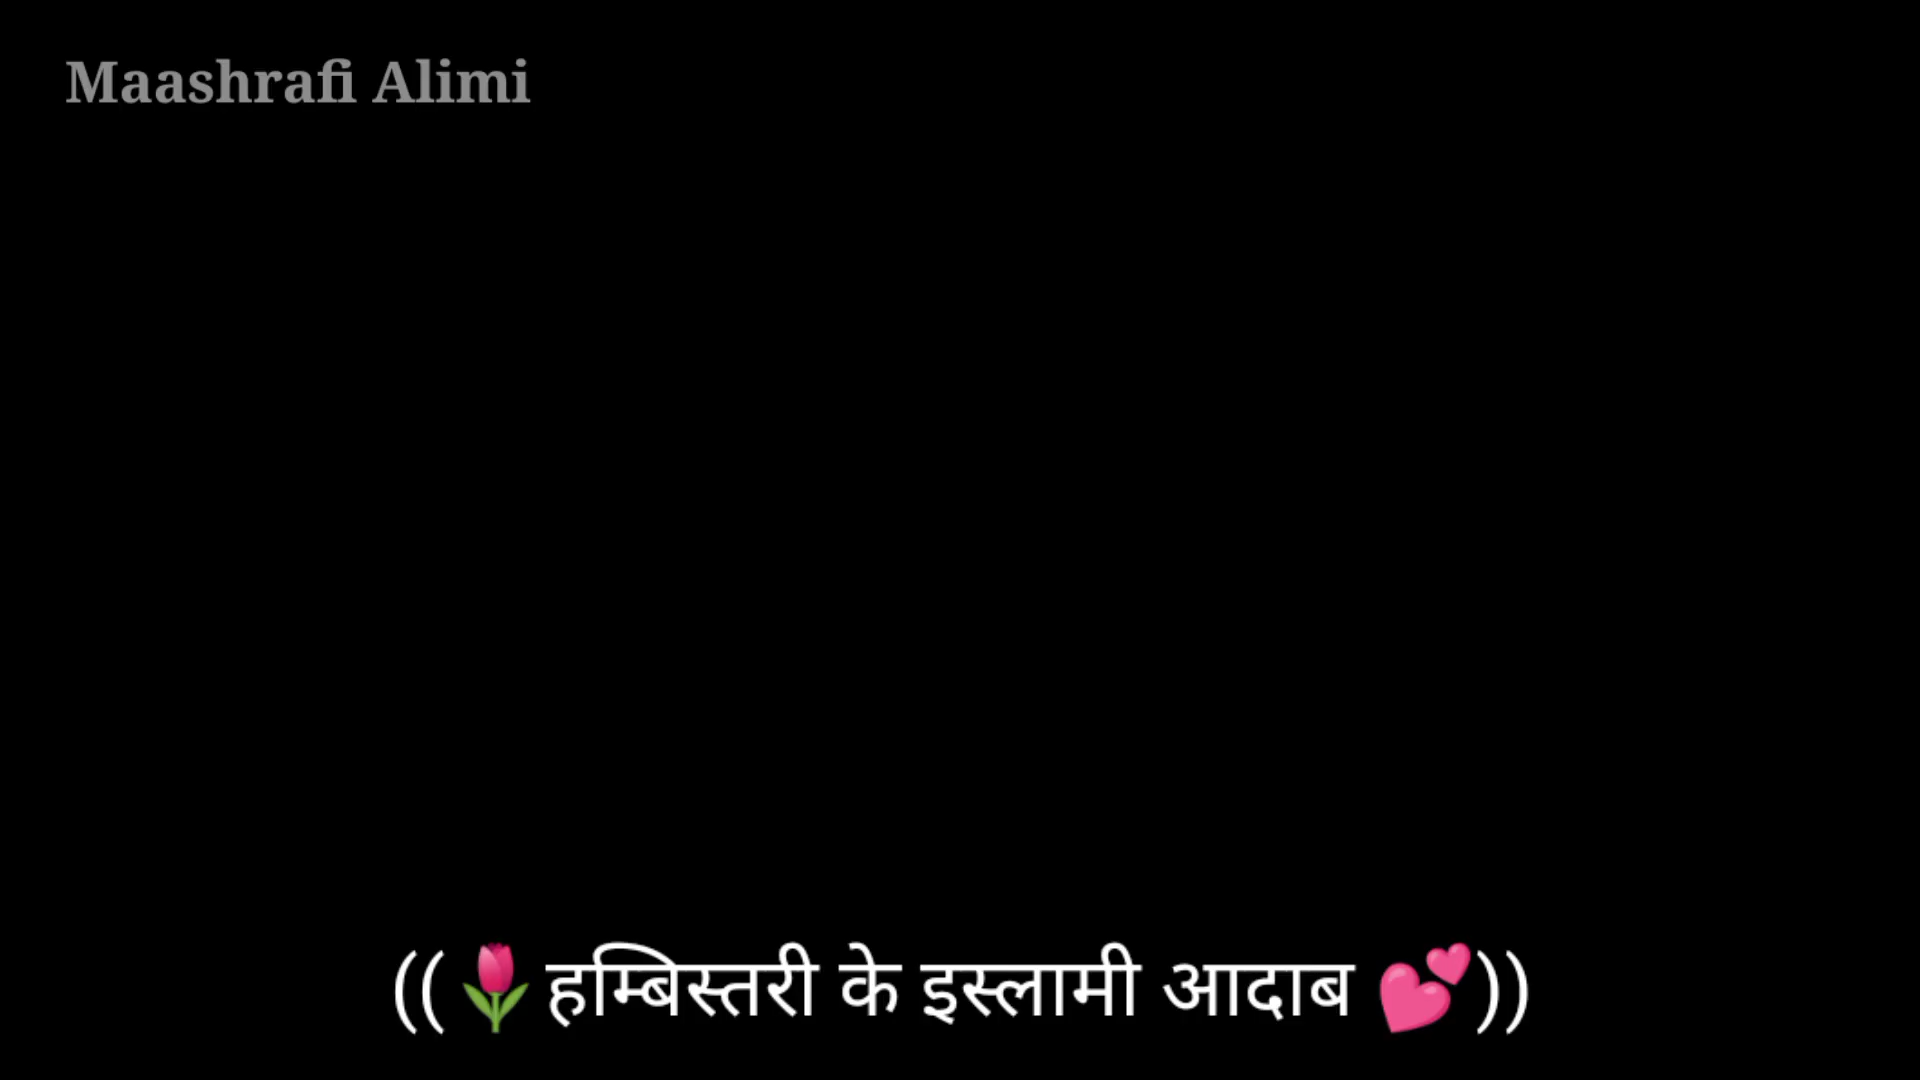 Maashrafi Alimi
((🌷हम्बिस्तरी के इस्लामी आदाब 💕))